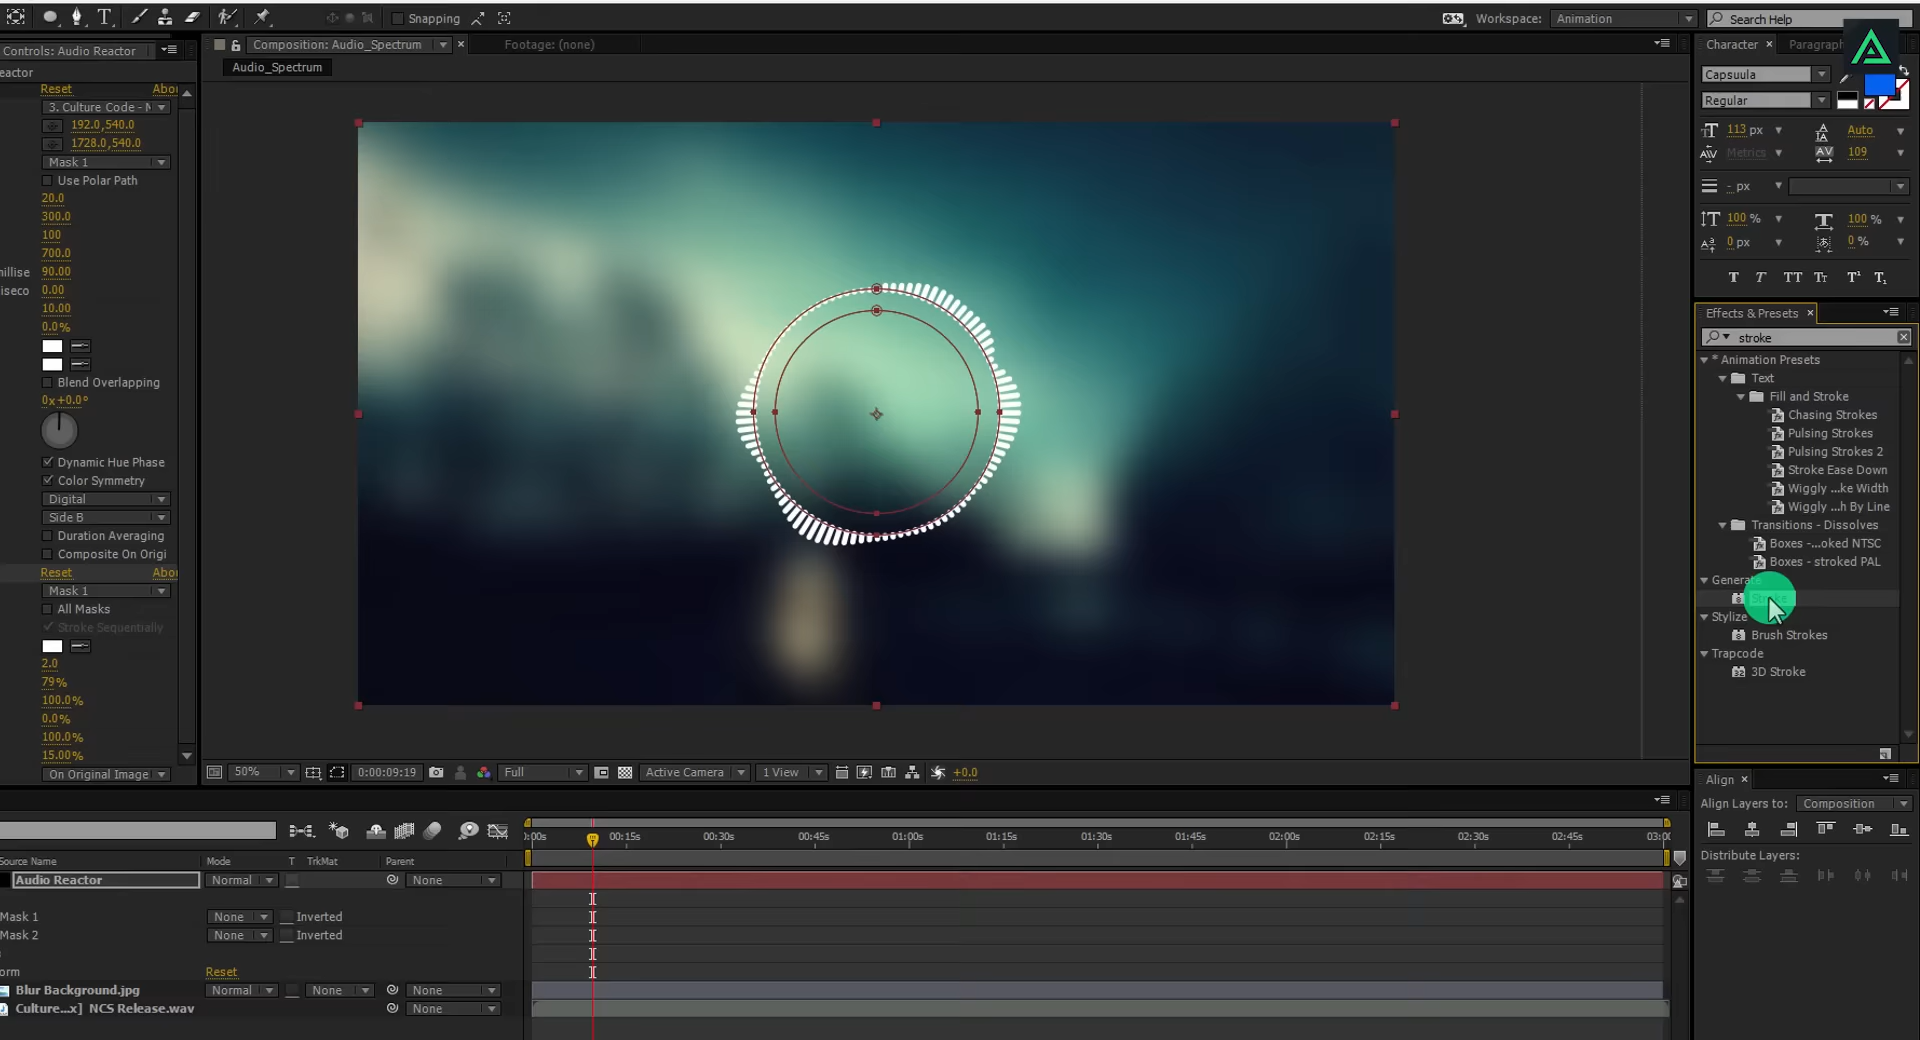 Snapping
Workspace: Animation
Search Help
Controls: Audio Reactor
Composition: Audio_Spectrum
Footage: (none)
Character
Paragraph
eactor
Audio_Spectrum
Reset
Abou
3. Culture Code - N
192.0,540.0
1728.0,540.0
Mask 1
Use Polar Path
20.0
300.0
100
700.0
illise 90.00
iseco 0.00
10.00
0.0%
Blend Overlapping
0x+0.0°
Dynamic Hue Phase
Color Symmetry
Digital
Side B
Duration Averaging
Composite On Origi
Reset
Abou
Mask 1
All Masks
Stroke Sequentially
2.0
79%
100.0%
0.0%
100.0%
15.00%
On Original Image
Capsuula
Regular
113 px
Auto
Metrics
109
- px
100 %
100 %
0 px
0 %
T T TT Tr T¹ T,
Effects & Presets
stroke
* Animation Presets
Text
Fill and Stroke
Chasing Strokes
Pulsing Strokes
Pulsing Strokes 2
Stroke Ease Down
Wiggly ...ke Width
Wiggly ...h By Line
Transitions - Dissolves
Boxes -...oked NTSC
Boxes - stroked PAL
Generate
Stroke
Stylize
Brush Strokes
Trapcode
3D Stroke
50%
0:00:09:19
Full
Active Camera
1 View
+0.0
Align
Align Layers to: Composition
Distribute Layers:
):00s 00:15s 00:30s 00:45s 01:00s 01:15s 01:30s 01:45s 02:00s 02:15s 02:30s 02:45s 03:00
Source Name
Mode
T
TrkMat
Parent
Audio Reactor
Normal
None
Mask 1
None
Inverted
Mask 2
None
Inverted
orm
Reset
Blur Background.jpg
Normal
None
None
Culture...x] NCS Release.wav
None